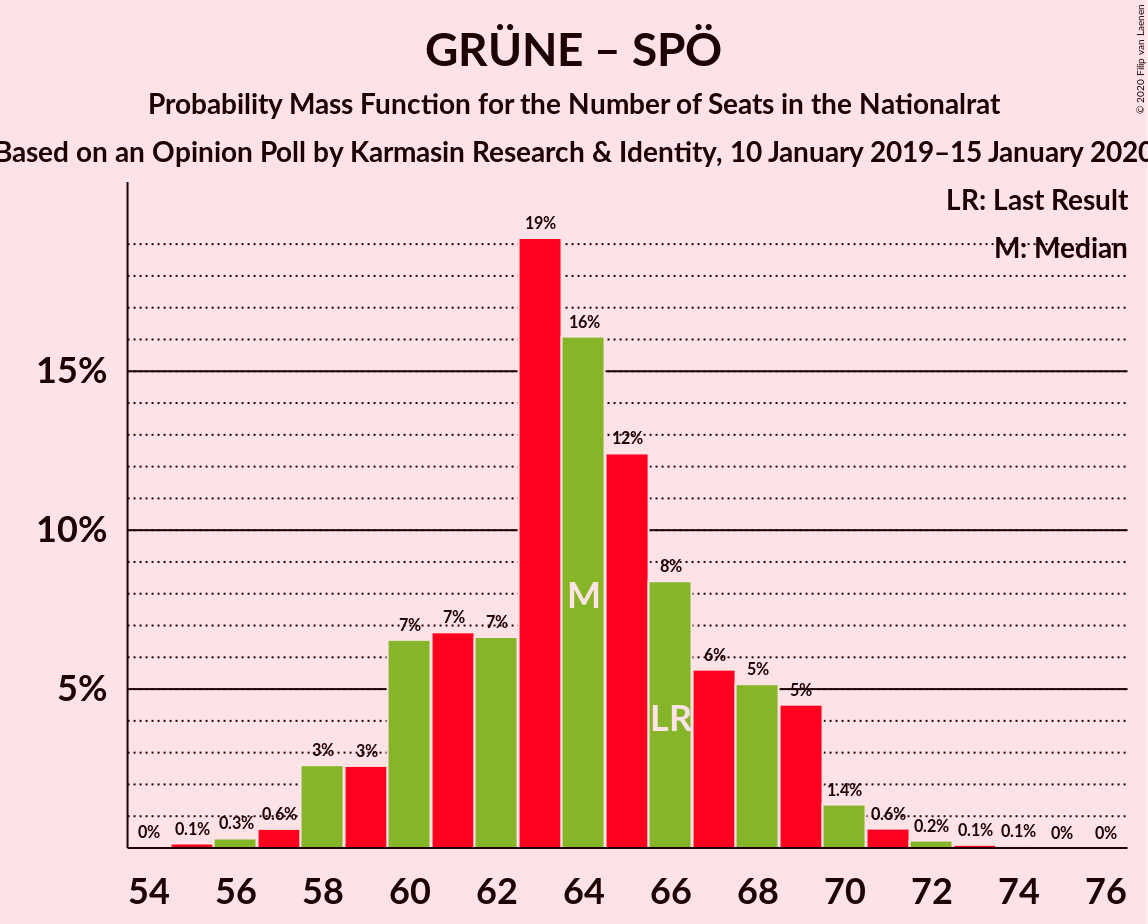 GRÜNE – SPÖ
Probability Mass Function for the Number of Seats in the Nationalrat
Based on an Opinion Poll by Karmasin Research & Identity, 10 January 2019–15 January 2020
© 2020 Filip van Laenen
LR: Last Result
M: Median
15%
10%
5%
0%
0.1%
0.3%
0.6%
3%
3%
7%
7%
7%
19%
16%
12%
8%
6%
5%
5%
1.4%
0.6%
0.2%
0.1%
0.1%
0%
0%
M
LR
54 56 58 60 62 64 66 68 70 72 74 76